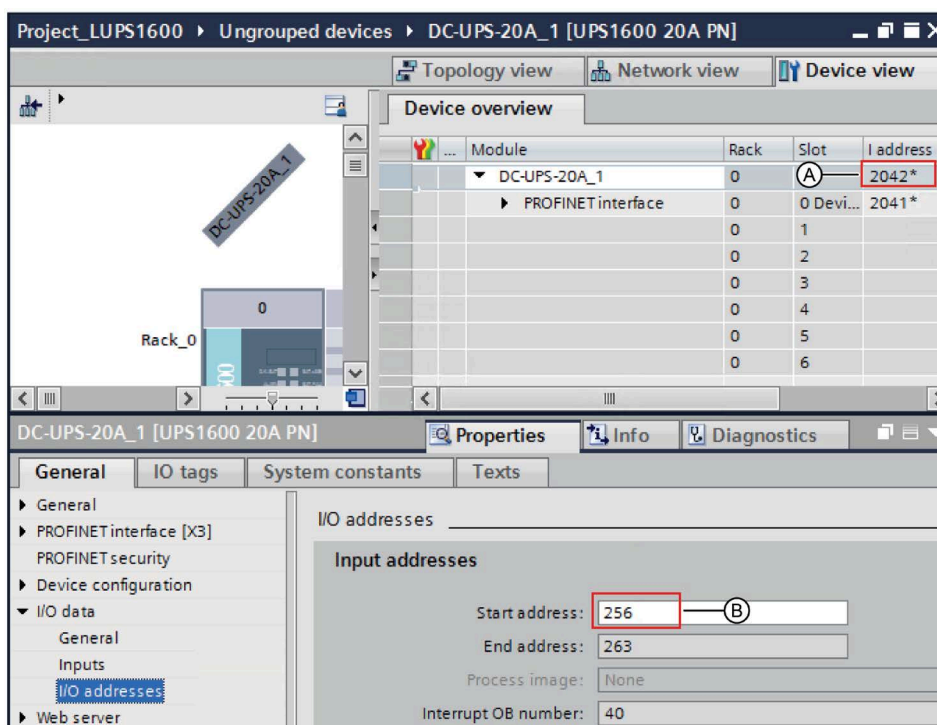 Project_LUPS1600 ▸ Ungrouped devices ▸ DC-UPS-20A_1 [UPS1600 20A PN]
Topology view Network view Device view
Device overview
... Module Rack Slot I address
DC-UPS-20A_1 0 A 2042*
PROFINET interface 0 0 Devi... 2041*
0 1
0 2
0 3
0 4
0 5
0 6
DC-UPS-20A_1
0
Rack_0
DC-UPS-20A_1 [UPS1600 20A PN] Properties Info Diagnostics
General IO tags System constants Texts
General
PROFINET interface [X3]
PROFINET security
Device configuration
I/O data
General
Inputs
I/O addresses
Web server
I/O addresses
Input addresses
Start address: 256 B
End address: 263
Process image: None
Interrupt OB number: 40